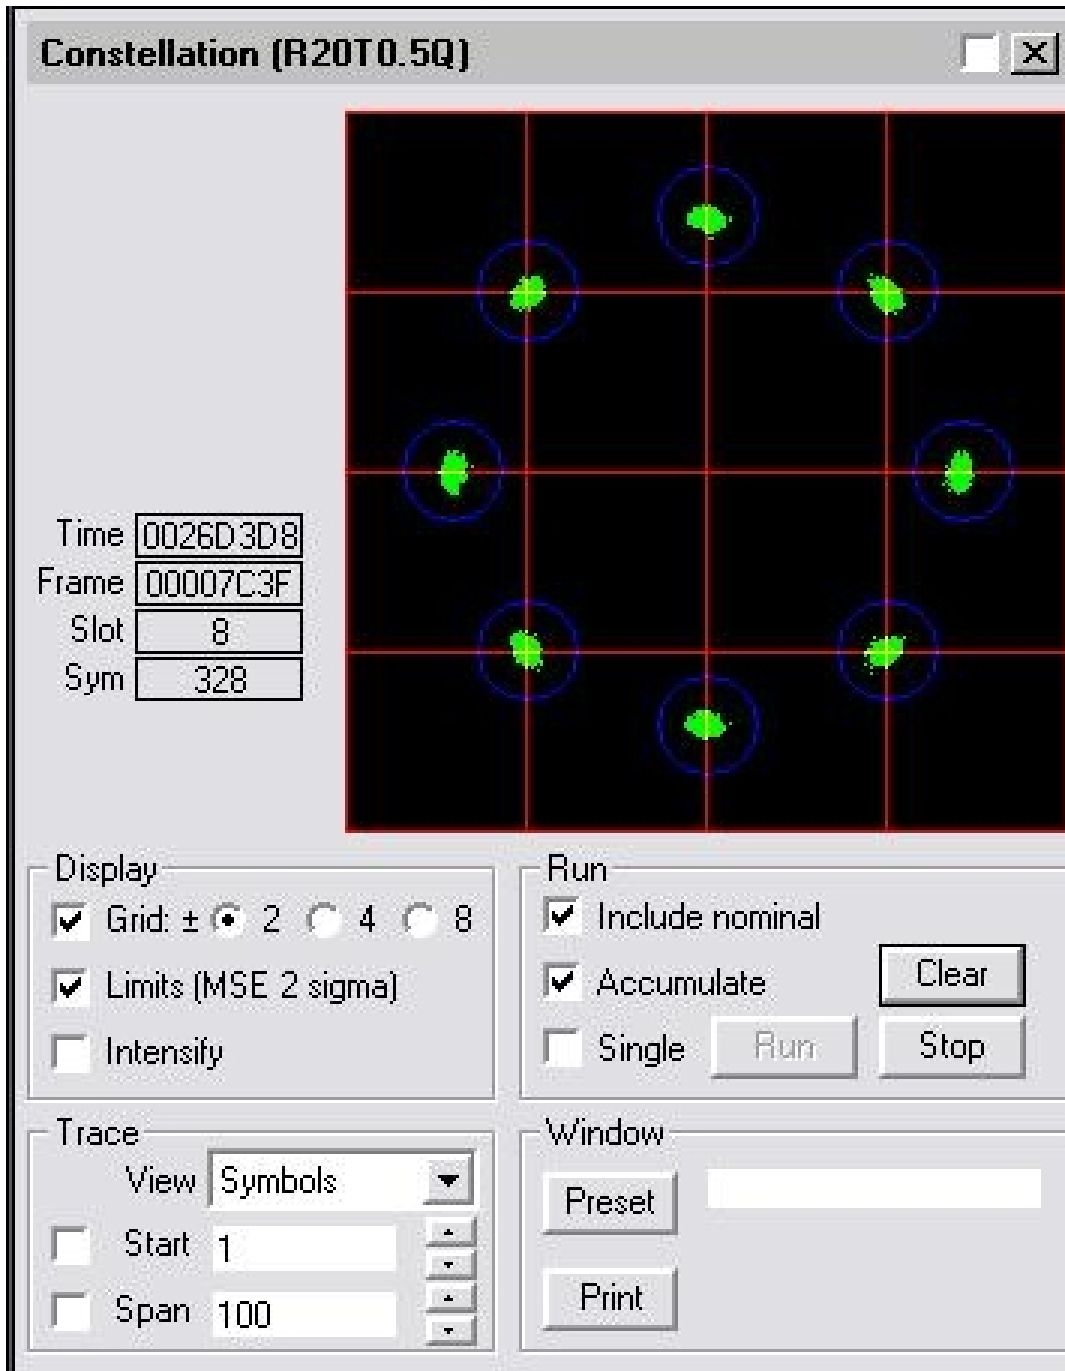 Constellation (R20T0.5Q)
Time 0026D3D8
Frame 00007C3F
Slot 8
Sym 328
Display
Grid: ± 2 4 8
Limits (MSE 2 sigma)
Intensify
Run
Include nominal
Accumulate Clear
Single Run Stop
Trace
View Symbols
Start 1
Span 100
Window
Preset
Print